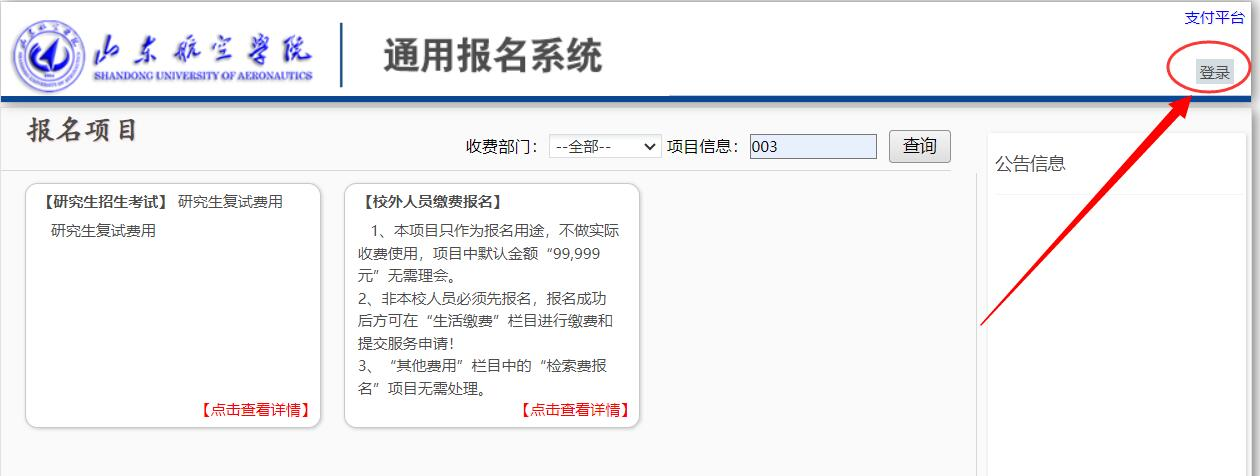 支付平台
山东航空学院
SHANDONG UNIVERSITY OF AERONAUTICS
通用报名系统
登录
报名项目
收费部门： --全部-- 项目信息： 003 查询
公告信息
【研究生招生考试】 研究生复试费用
研究生复试费用
【点击查看详情】
【校外人员缴费报名】
1、本项目只作为报名用途，不做实际
收费使用，项目中默认金额“99,999
元”无需理会。
2、非本校人员必须先报名，报名成功
后方可在“生活缴费”栏目进行缴费和
提交服务申请！
3、“其他费用”栏目中的“检索费报
名”项目无需处理。
【点击查看详情】